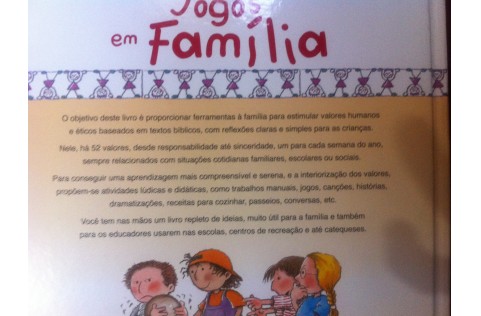 Jogos
em Família
O objetivo deste livro é proporcionar ferramentas à família para estimular valores humanos
e éticos baseados em textos bíblicos, com reflexões claras e simples para as crianças.
Nele, há 52 valores, desde responsabilidade até sinceridade, um para cada semana do ano,
sempre relacionados com situações cotidianas familiares, escolares ou sociais.
Para conseguir uma aprendizagem mais compreensível e serena, e a interiorização dos valores,
propõem-se atividades lúdicas e didáticas, como trabalhos manuais, jogos, canções, histórias,
dramatizações, receitas para cozinhar, passeios, conversas, etc.
Você tem nas mãos um livro repleto de ideias, muito útil para a família e também
para os educadores usarem nas escolas, centros de recreação e até catequeses.